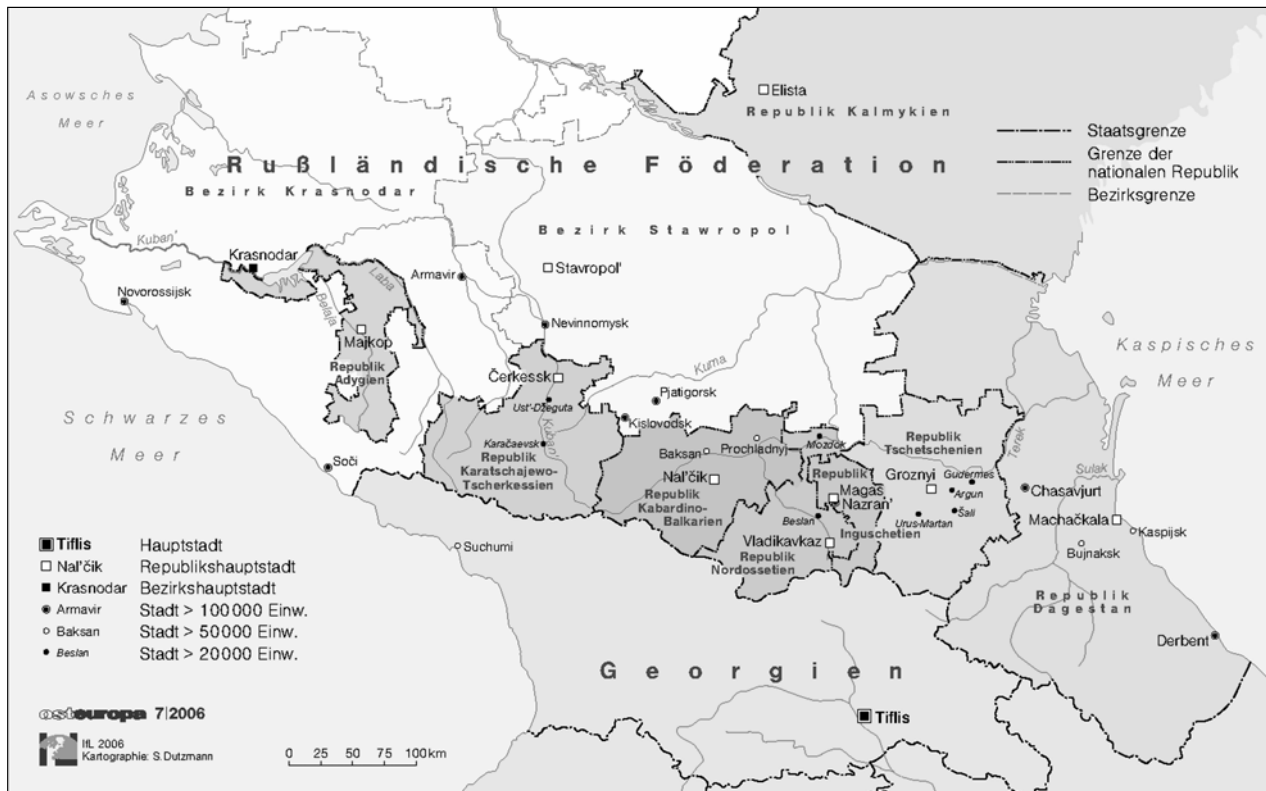 Asowsches
Meer
Elista
Republik Kalmykien
Staatsgrenze
Grenze der
nationalen Republik
Bezirksgrenze
Rußländische Föderation
Bezirk Krasnodar
Bezirk Stawropol
Kuban'
Krasnodar
Laba
Armavir
Stavropol'
Novorossijsk
Belaja
Nevinnomysk
Majkop
Republik
Adygien
Kuma
Kaspisches
Meer
Čerkessk
Ust'-Džeguta
Pjatigorsk
Kislovodsk
Schwarzes
Meer
Kuban'
Karačaevsk
Republik
Karatschajewo-
Tscherkessien
Baksan
Prochladnyj
Mozdok
Republik
Tschetschenien
Terek
Soči
Nal'čik
Republik
Kabardino-
Balkarien
Republik
Magas
Nazran'
Inguschetien
Groznyi
Gudermes
Argun
Šali
Urus-Martan
Sulak
Chasavjurt
Machačkala
Kaspijsk
Bujnaksk
Beslan
Vladikavkaz
Republik
Nordossetien
Suchumi
Republik
Dagestan
Derbent
Georgien
Tiflis
Tiflis Hauptstadt
Nal'čik Republikshauptstadt
Krasnodar Bezirkshauptstadt
Armavir Stadt > 100 000 Einw.
Baksan Stadt > 50 000 Einw.
Beslan Stadt > 20 000 Einw.
osteuropa 7|2006
IfL 2006
Kartographie: S. Dutzmann
0 25 50 75 100 km